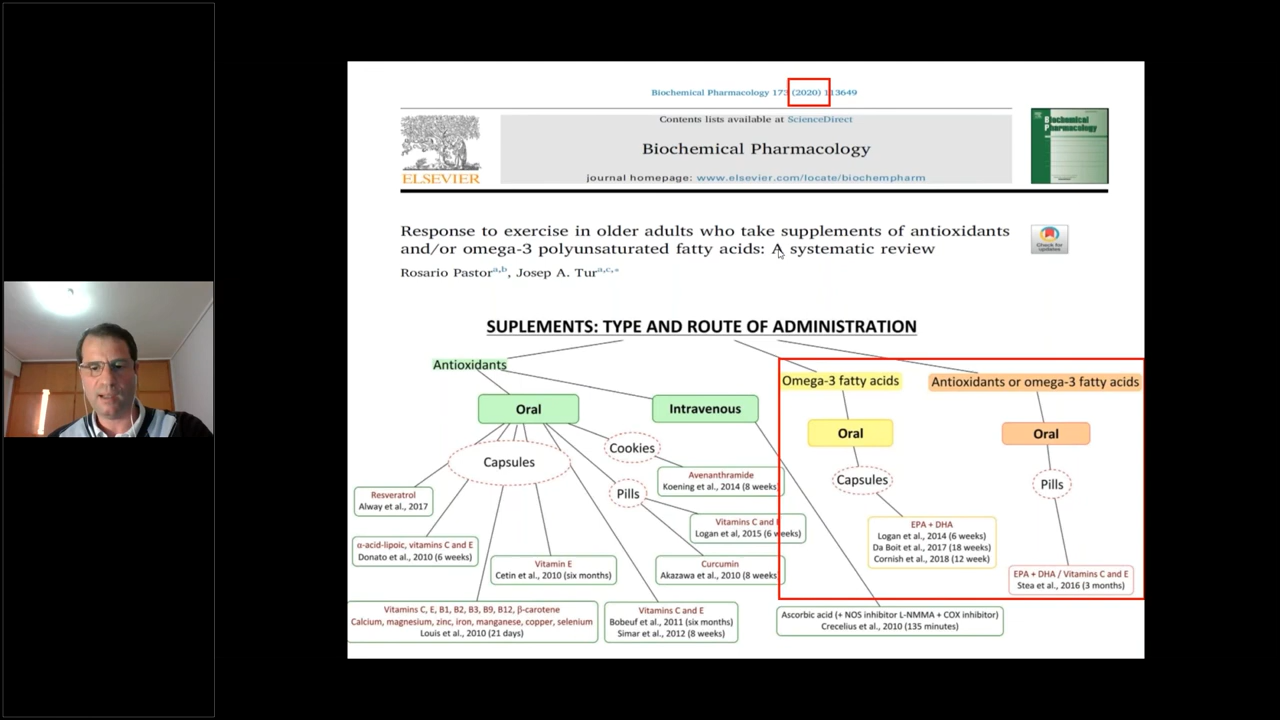 Biochemical Pharmacology 173 (2020) 113649
Contents lists available at ScienceDirect
Biochemical Pharmacology
journal homepage: www.elsevier.com/locate/biochempharm
ELSEVIER
Biochemical
Pharmacology
Response to exercise in older adults who take supplements of antioxidants
and/or omega-3 polyunsaturated fatty acids: A systematic review
Check for
updates
Rosario Pastor a,b, Josep A. Tur a,c,*
SUPLEMENTS: TYPE AND ROUTE OF ADMINISTRATION
Antioxidants
Omega-3 fatty acids
Antioxidants or omega-3 fatty acids
Oral
Intravenous
Oral
Oral
Capsules
Cookies
Pills
Capsules
Pills
Avenanthramide
Koening et al., 2014 (8 weeks)
Resveratrol
Alway et al., 2017
Vitamins C and E
Logan et al, 2015 (6 weeks)
EPA + DHA
Logan et al., 2014 (6 weeks)
Da Boit et al., 2017 (18 weeks)
Cornish et al., 2018 (12 week)
α-acid-lipoic, vitamins C and E
Donato et al., 2010 (6 weeks)
Vitamin E
Cetin et al., 2010 (six months)
Curcumin
Akazawa et al., 2010 (8 weeks)
EPA + DHA / Vitamins C and E
Stea et al., 2016 (3 months)
Vitamins C, E, B1, B2, B3, B9, B12, β-carotene
Calcium, magnesium, zinc, iron, manganese, copper, selenium
Louis et al., 2010 (21 days)
Vitamins C and E
Bobeuf et al., 2011 (six months)
Simar et al., 2012 (8 weeks)
Ascorbic acid (+ NOS inhibitor L-NMMA + COX inhibitor)
Crecelius et al., 2010 (135 minutes)